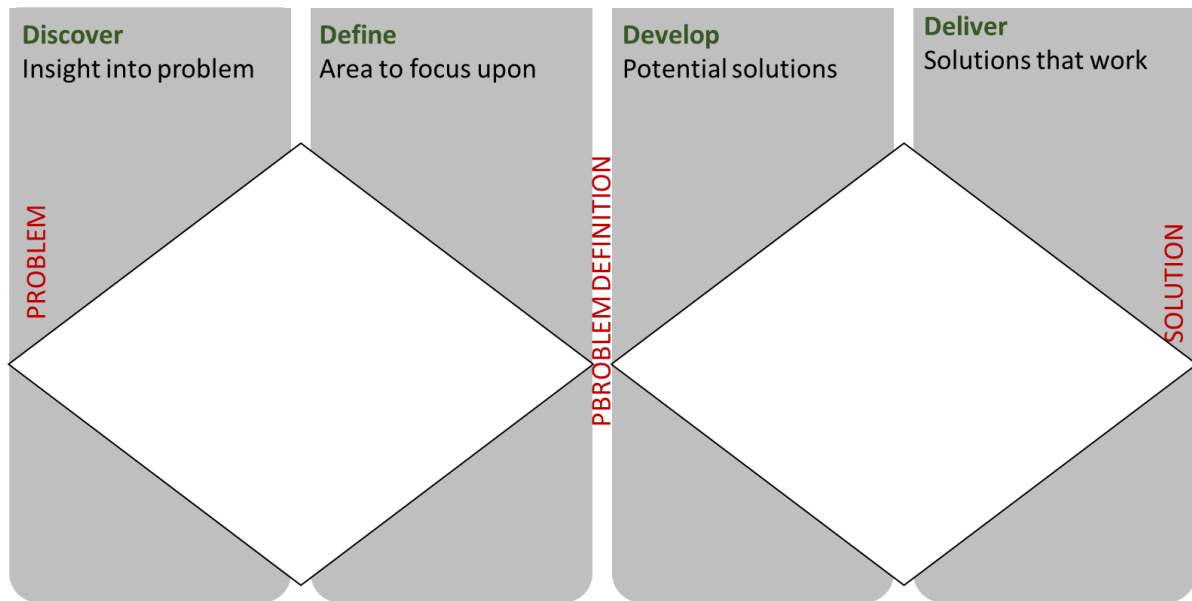 Discover
Insight into problem
Define
Area to focus upon
Develop
Potential solutions
Deliver
Solutions that work
PROBLEM
PBROBLEM DEFINITION
SOLUTION